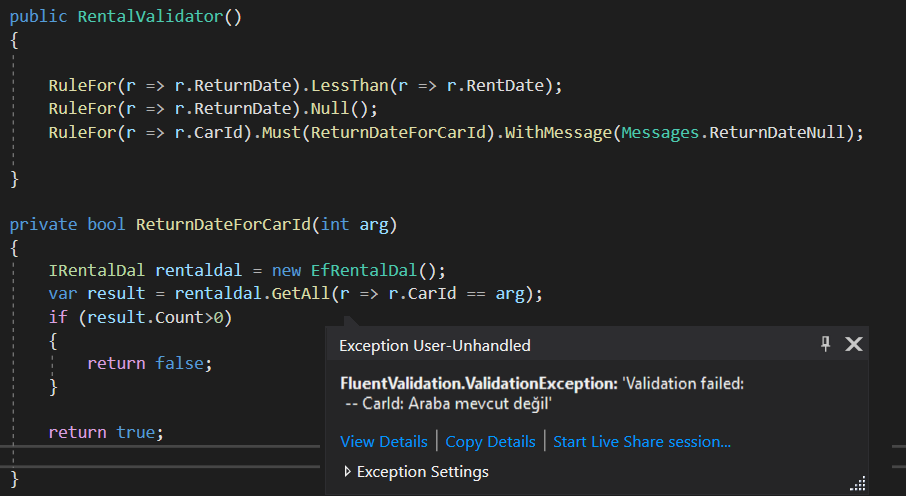 public RentalValidator()
{
RuleFor(r => r.ReturnDate).LessThan(r => r.RentDate);
RuleFor(r => r.ReturnDate).Null();
RuleFor(r => r.CarId).Must(ReturnDateForCarId).WithMessage(Messages.ReturnDateNull);
}
private bool ReturnDateForCarId(int arg)
{
IRentalDal rentaldal = new EfRentalDal();
var result = rentaldal.GetAll(r => r.CarId == arg);
if (result.Count>0)
{
return false;
}
return true;
}
Exception User-Unhandled
FluentValidation.ValidationException: 'Validation failed:
-- CarId: Araba mevcut değil'
View Details | Copy Details | Start Live Share session...
Exception Settings